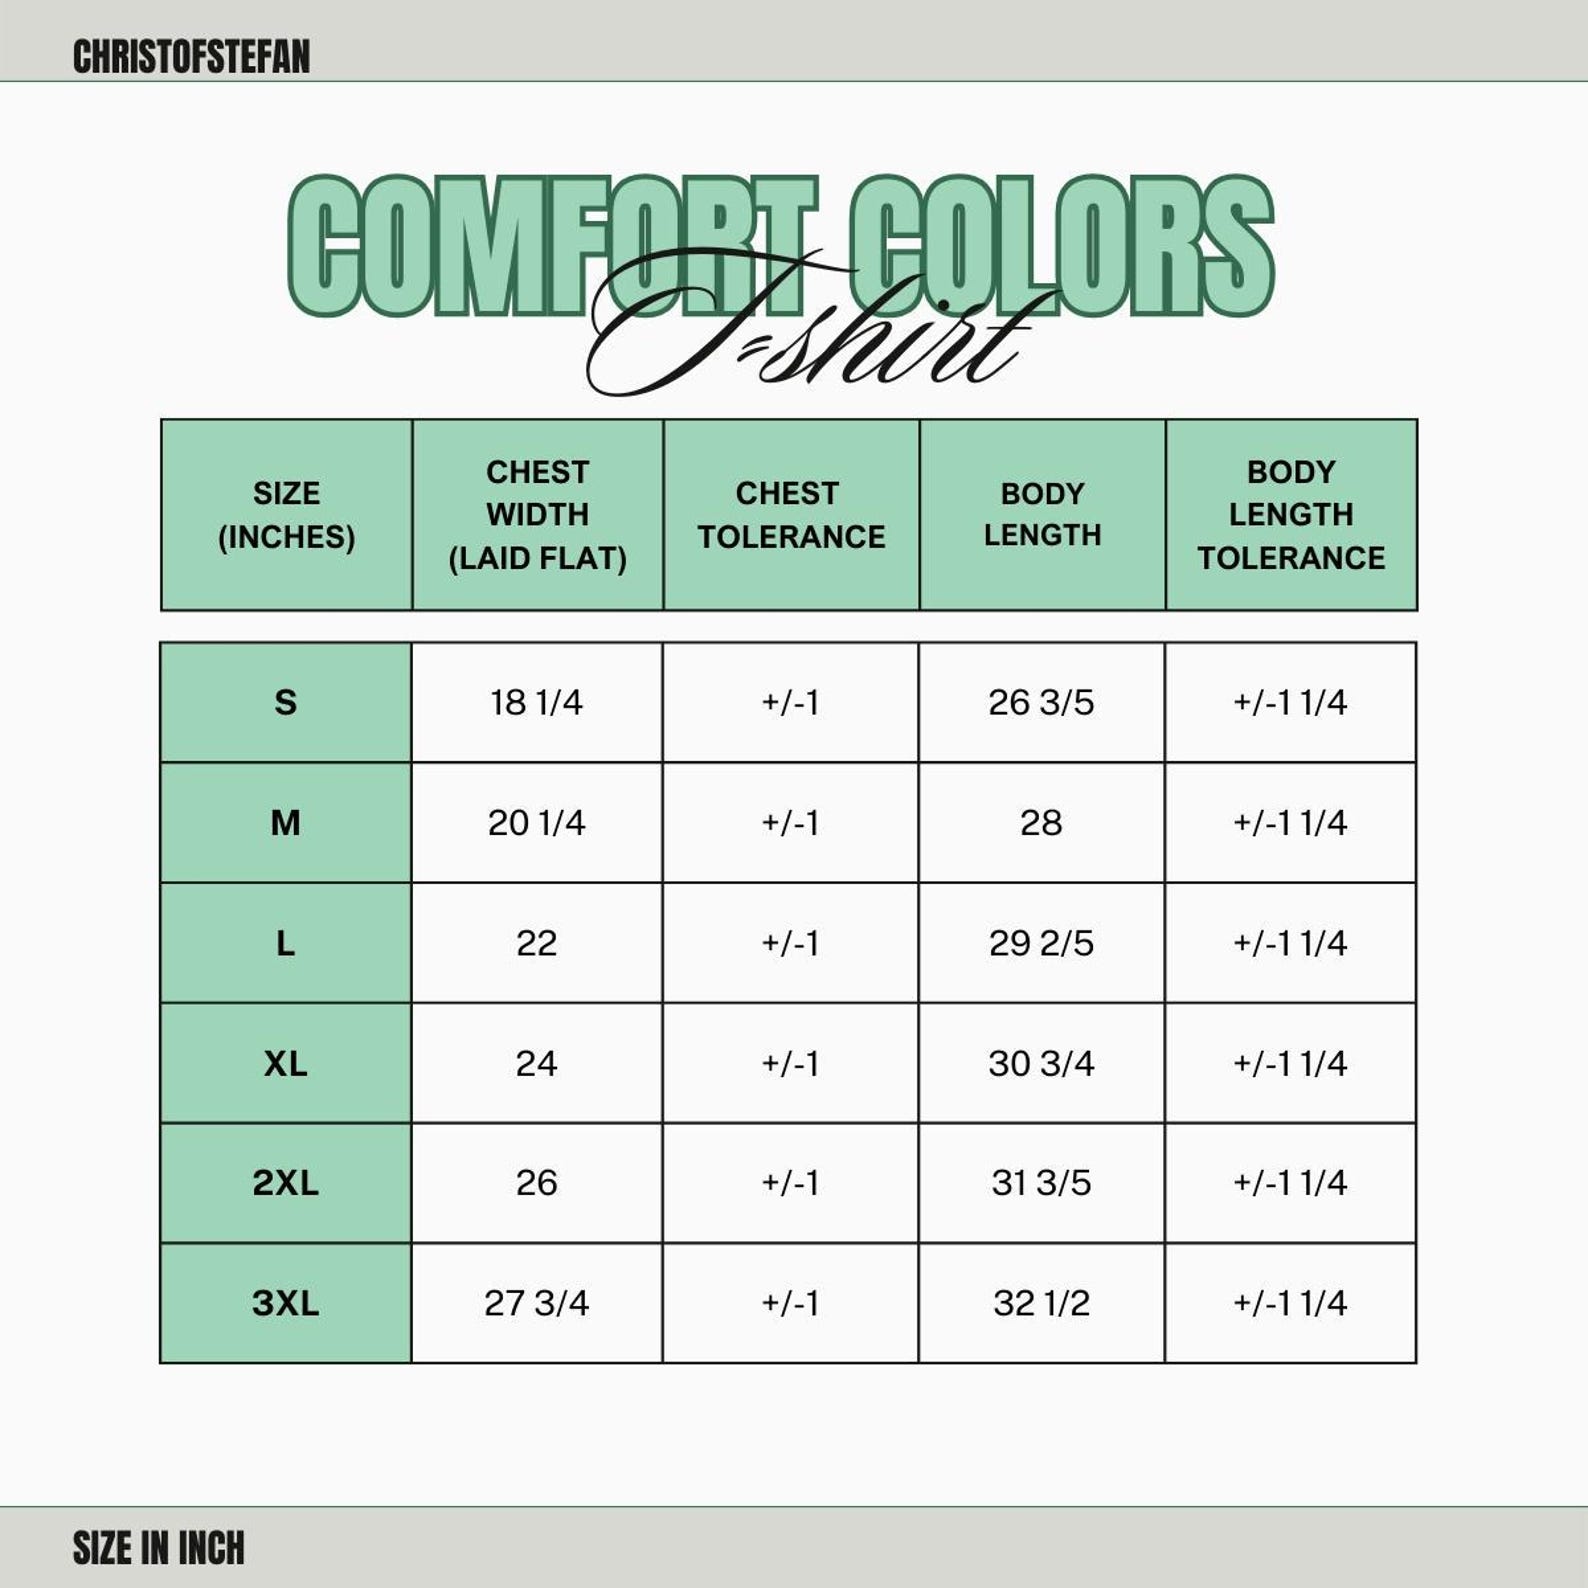 CHRISTOFSTEFAN
COMFORT COLORS
T-shirt
SIZE
(INCHES)
CHEST
WIDTH
(LAID FLAT)
CHEST
TOLERANCE
BODY
LENGTH
BODY
LENGTH
TOLERANCE
S 18 1/4 +/-1 26 3/5 +/-1 1/4
M 20 1/4 +/-1 28 +/-1 1/4
L 22 +/-1 29 2/5 +/-1 1/4
XL 24 +/-1 30 3/4 +/-1 1/4
2XL 26 +/-1 31 3/5 +/-1 1/4
3XL 27 3/4 +/-1 32 1/2 +/-1 1/4
SIZE IN INCH